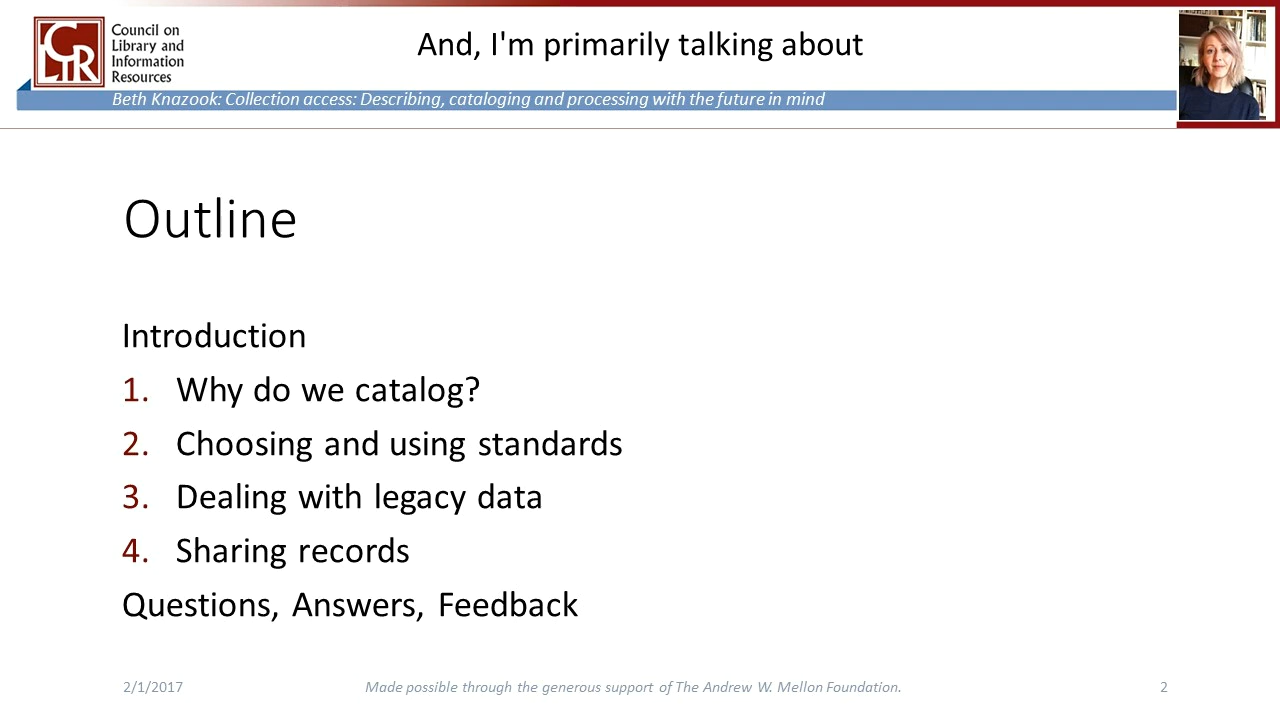 CLIR
Council on
Library and
Information
Resources
And, I'm primarily talking about
Beth Knazook: Collection access: Describing, cataloging and processing with the future in mind
Outline
Introduction
1. Why do we catalog?
2. Choosing and using standards
3. Dealing with legacy data
4. Sharing records
Questions, Answers, Feedback
2/1/2017
Made possible through the generous support of The Andrew W. Mellon Foundation.
2